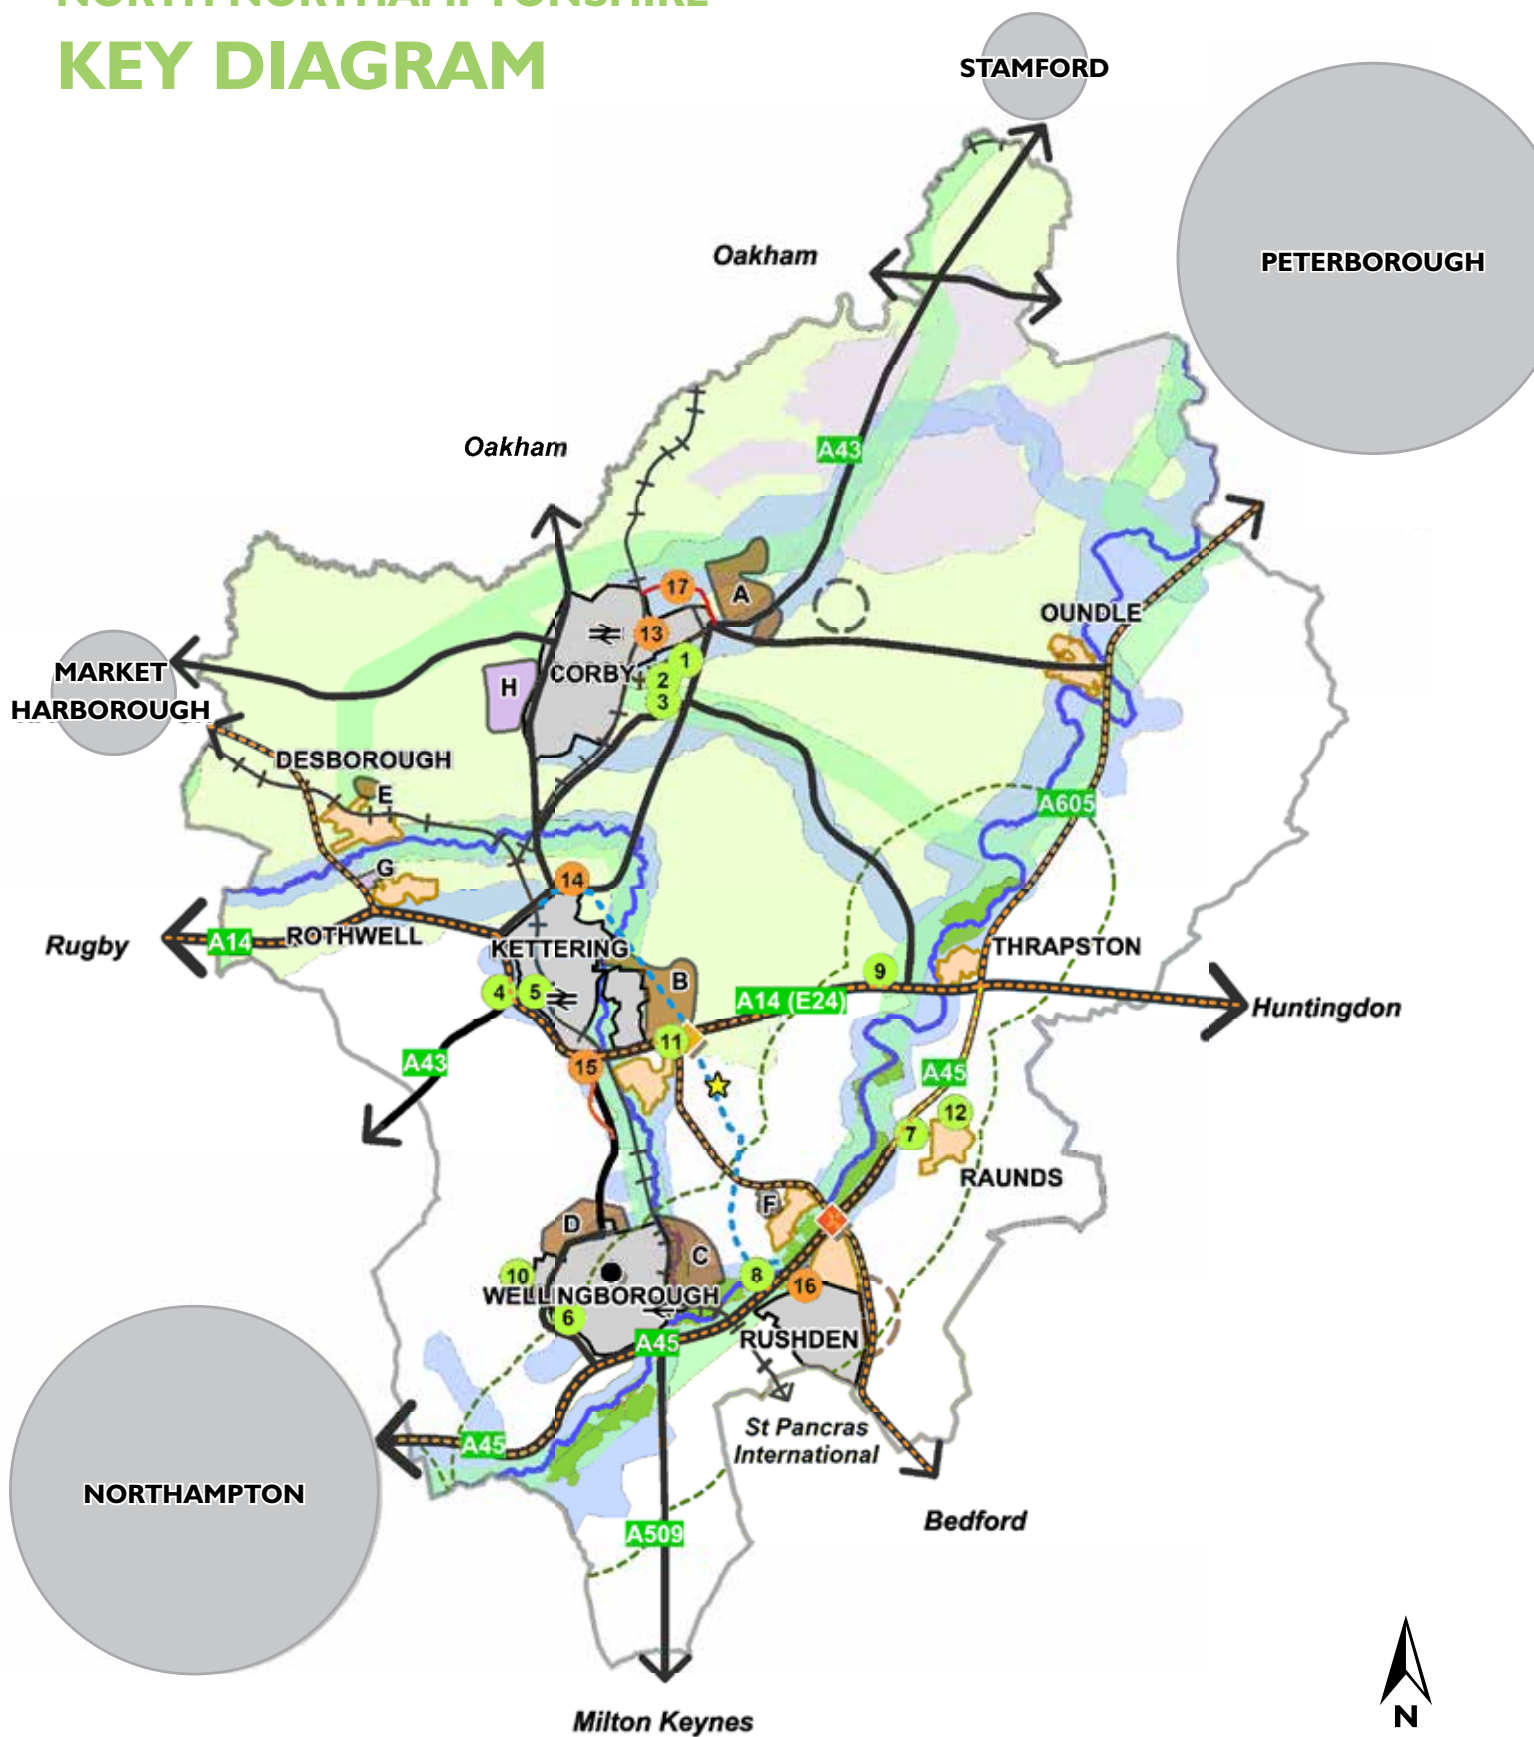 NORTH NORTHAMPTONSHIRE
KEY DIAGRAM
STAMFORD
PETERBOROUGH
Oakham
Oakham
A43
17
A
OUNDLE
13
MARKET
HARBOROUGH
CORBY
1
2
3
H
DESBOROUGH
E
A605
G
14
Rugby
A14
ROTHWELL
KETTERING
THRAPSTON
4
5
B
9
A14 (E24)
Huntingdon
11
A43
15
A45
12
7
RAUNDS
F
D
C
10
8
16
WELLINGBOROUGH
6
A45
RUSHDEN
St Pancras
International
A45
NORTHAMPTON
Bedford
A509
Milton Keynes
N